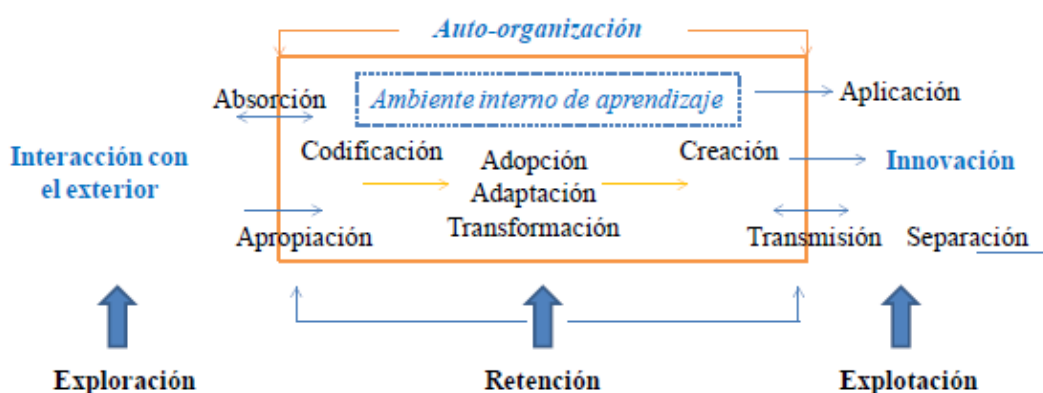 Auto-organización
Absorción
Ambiente interno de aprendizaje
Aplicación
Interacción con
el exterior
Codificación
Adopción
Adaptación
Transformación
Creación
Innovación
Apropiación
Transmisión
Separación
Exploración
Retención
Explotación